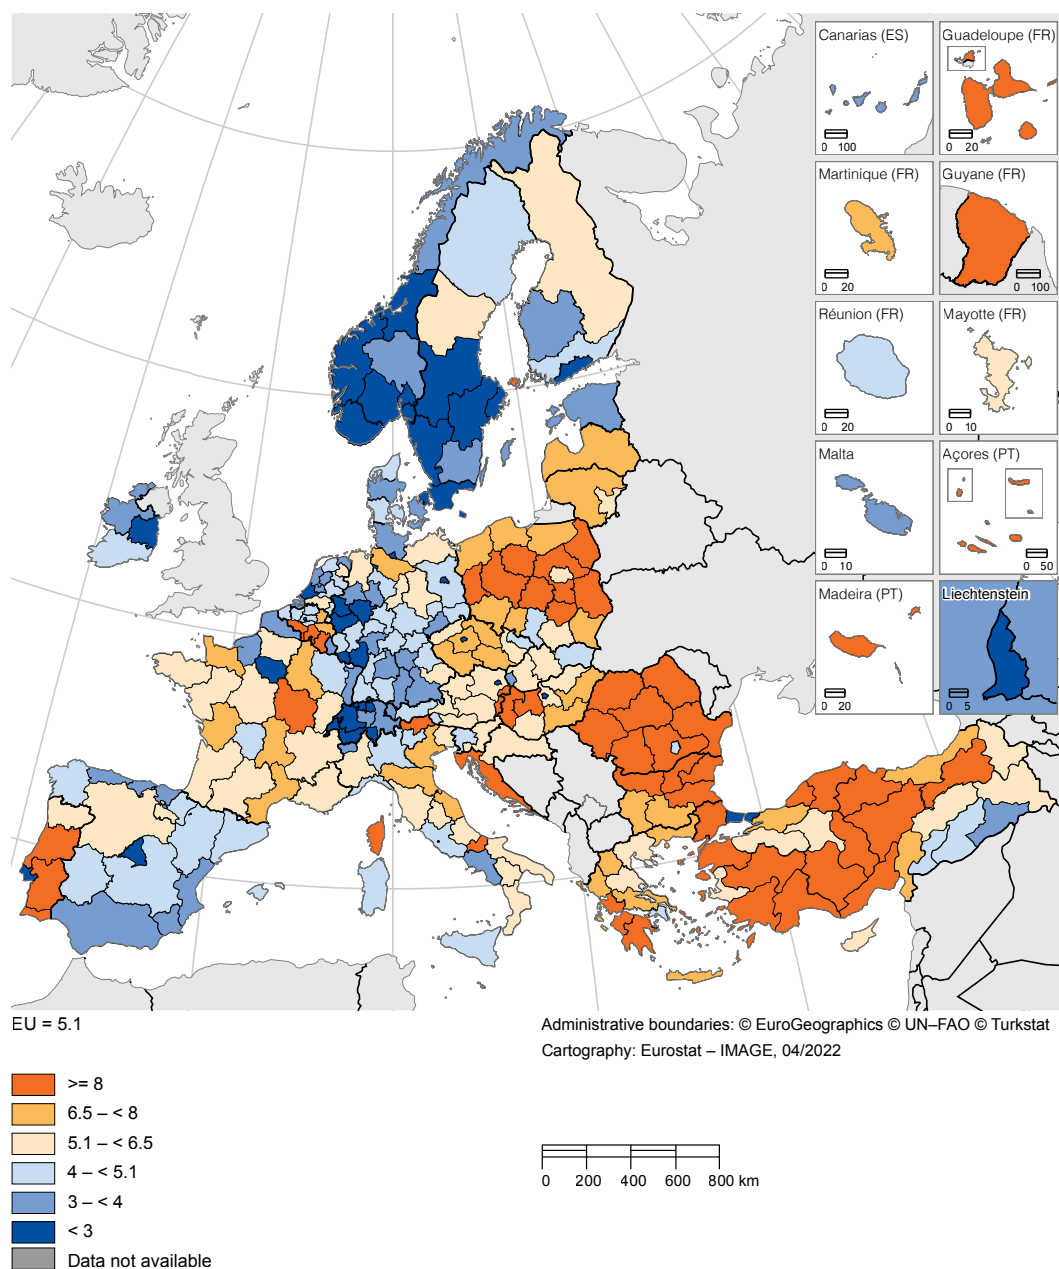 Canarias (ES)
0 100
Guadeloupe (FR)
0 20
Martinique (FR)
0 20
Guyane (FR)
0 100
Réunion (FR)
0 20
Mayotte (FR)
0 10
Malta
0 10
Açores (PT)
0 50
Madeira (PT)
0 20
Liechtenstein
0 5
EU = 5.1
Administrative boundaries: © EuroGeographics © UN–FAO © Turkstat
Cartography: Eurostat – IMAGE, 04/2022
>= 8
6.5 – < 8
5.1 – < 6.5
4 – < 5.1
3 – < 4
< 3
Data not available
0 200 400 600 800 km